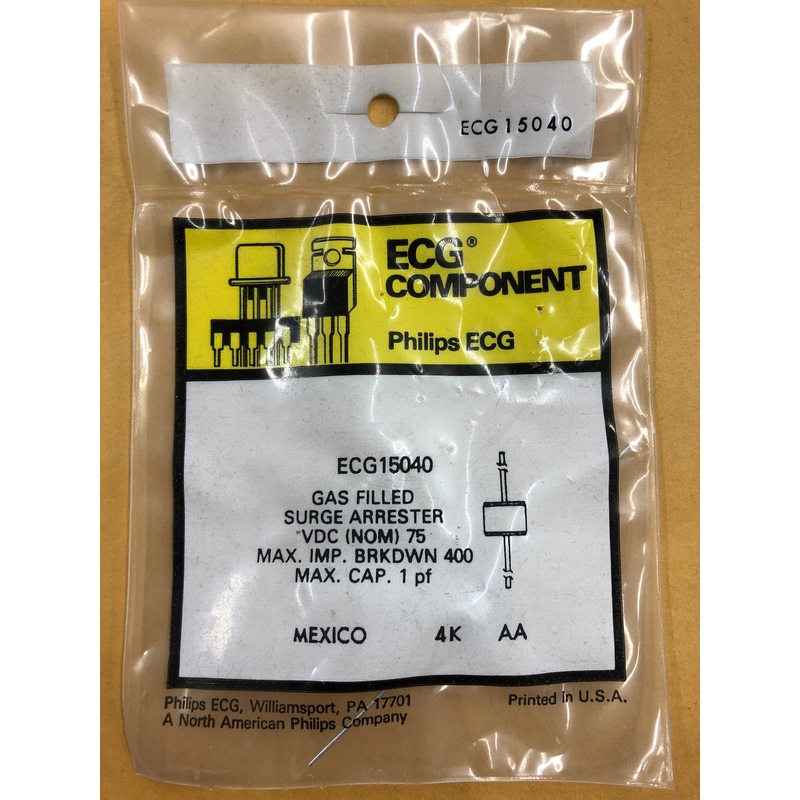 ECG15040
ECG®
COMPONENT
Philips ECG
ECG15040
GAS FILLED
SURGE ARRESTER
VDC (NOM) 75
MAX. IMP. BRKDWN 400
MAX. CAP. 1 pf
MEXICO 4K AA
Philips ECG, Williamsport, PA 17701
A North American Philips Company
Printed in U.S.A.